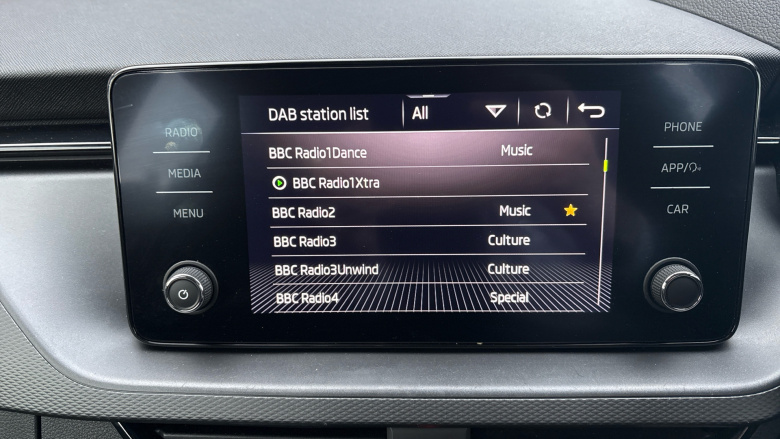 DAB station list All
RADIO
MEDIA
MENU
BBC Radio1Dance Music
BBC Radio1Xtra
BBC Radio2 Music
BBC Radio3 Culture
BBC Radio3Unwind Culture
BBC Radio4 Special
PHONE
APP/
CAR